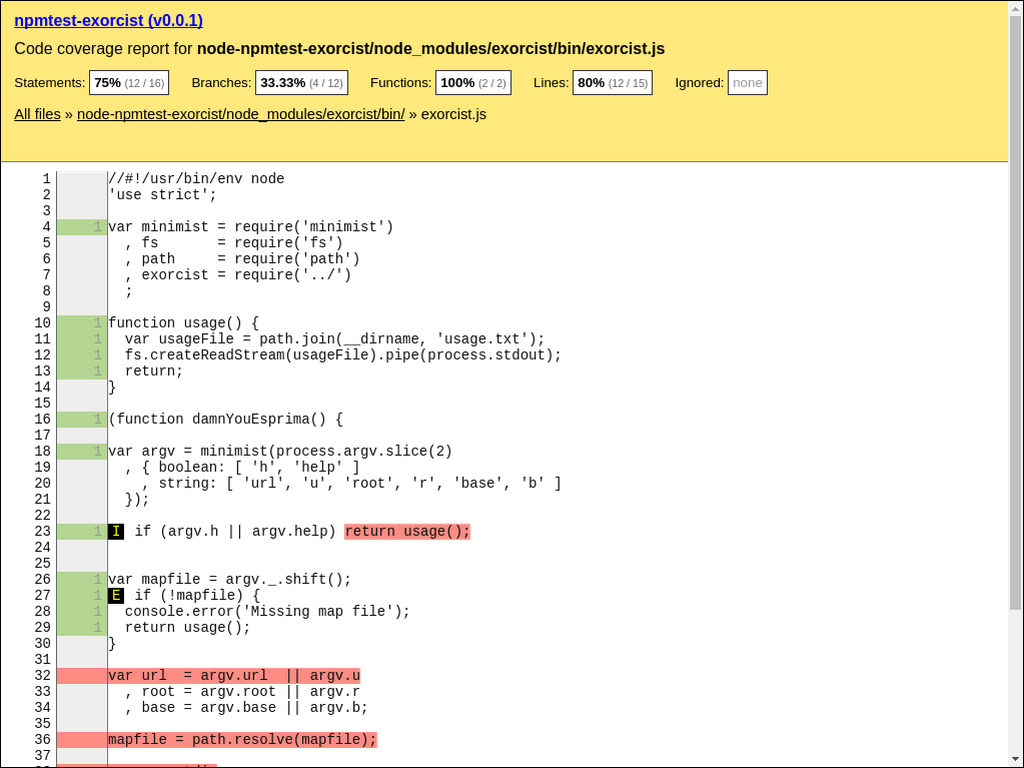 npmtest-exorcist (v0.0.1)
Code coverage report for node-npmtest-exorcist/node_modules/exorcist/bin/exorcist.js
Statements: 75% (12 / 16) Branches: 33.33% (4 / 12) Functions: 100% (2 / 2) Lines: 80% (12 / 15) Ignored: none
All files » node-npmtest-exorcist/node_modules/exorcist/bin/ » exorcist.js
1 //#!/usr/bin/env node
2 'use strict';
3
4 1 var minimist = require('minimist')
5   , fs       = require('fs')
6   , path     = require('path')
7   , exorcist = require('../')
8   ;
9
10 1 function usage() {
11 1   var usageFile = path.join(__dirname, 'usage.txt');
12 1   fs.createReadStream(usageFile).pipe(process.stdout);
13 1   return;
14 }
15
16 1 (function damnYouEsprima() {
17
18 1 var argv = minimist(process.argv.slice(2)
19   , { boolean: [ 'h', 'help' ]
20     , string: [ 'url', 'u', 'root', 'r', 'base', 'b' ]
21   });
22
23 1 I if (argv.h || argv.help) return usage();
24
25
26 1 var mapfile = argv._.shift();
27 1 E if (!mapfile) {
28 1   console.error('Missing map file');
29 1   return usage();
30 }
31
32 var url  = argv.url  || argv.u
33   , root = argv.root || argv.r
34   , base = argv.base || argv.b;
35
36 mapfile = path.resolve(mapfile);
37